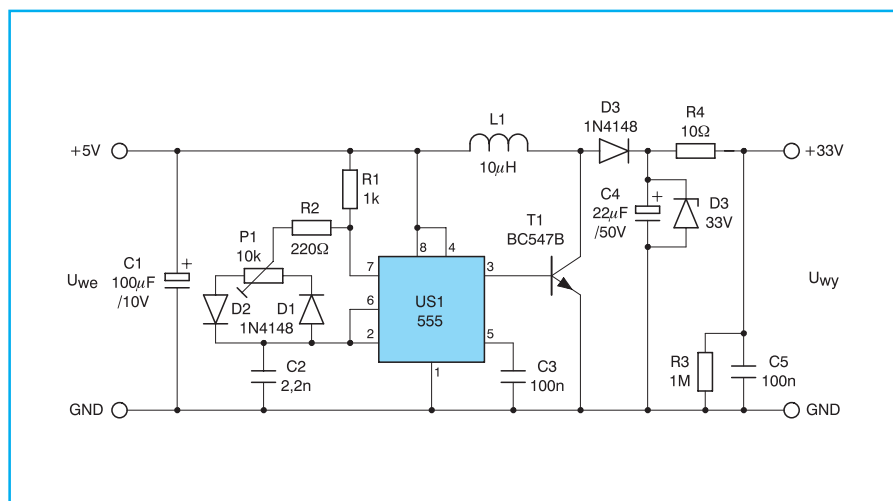 +5V
Uwe
C1
100μF
/10V
GND
P1
10k
R2
220Ω
R1
1k
D2
D1
1N4148
C2
2,2n
7
6
2
8
4
3
5
1
US1
555
L1
10μH
T1
BC547B
C3
100n
D3
1N4148
R4
10Ω
C4
22μF
/50V
D3
33V
R3
1M
C5
100n
+33V
Uwy
GND
+
+